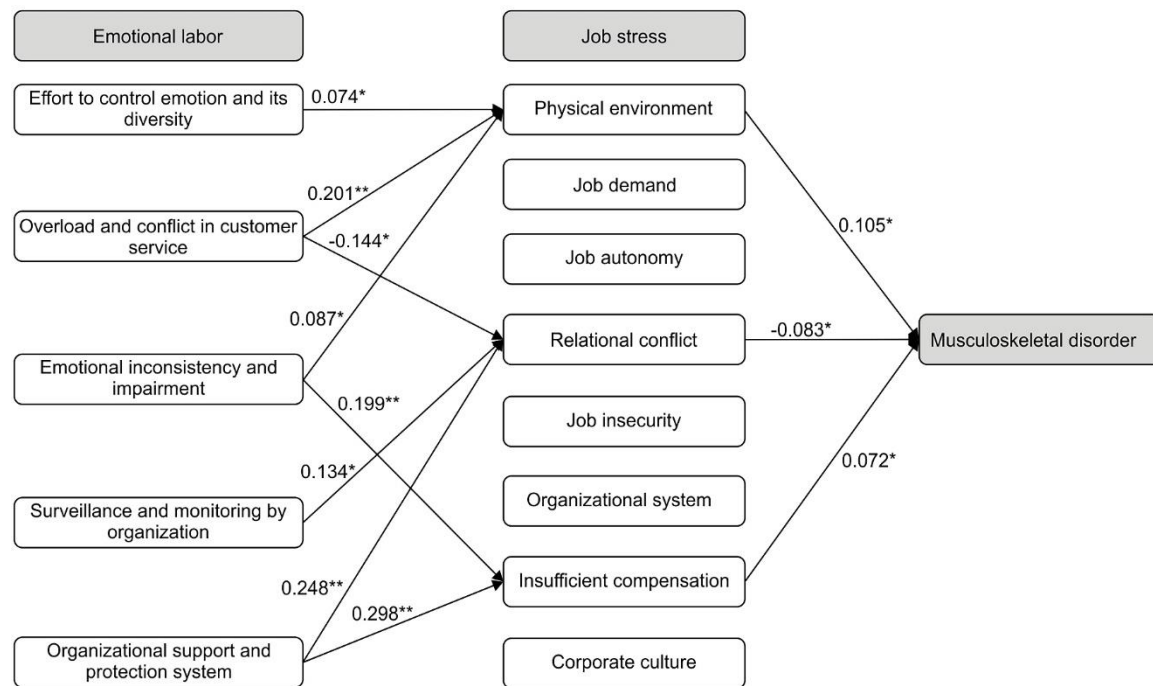 Emotional labor
Job stress
Effort to control emotion and its
diversity
0.074*
Physical environment
Job demand
0.201**
Overload and conflict in customer
service
-0.144*
Job autonomy
0.105*
0.087*
Relational conflict
-0.083*
Musculoskeletal disorder
Emotional inconsistency and
impairment
0.199**
Job insecurity
0.134*
0.072*
Surveillance and monitoring by
organization
Organizational system
0.248**
Insufficient compensation
0.298**
Organizational support and
protection system
Corporate culture